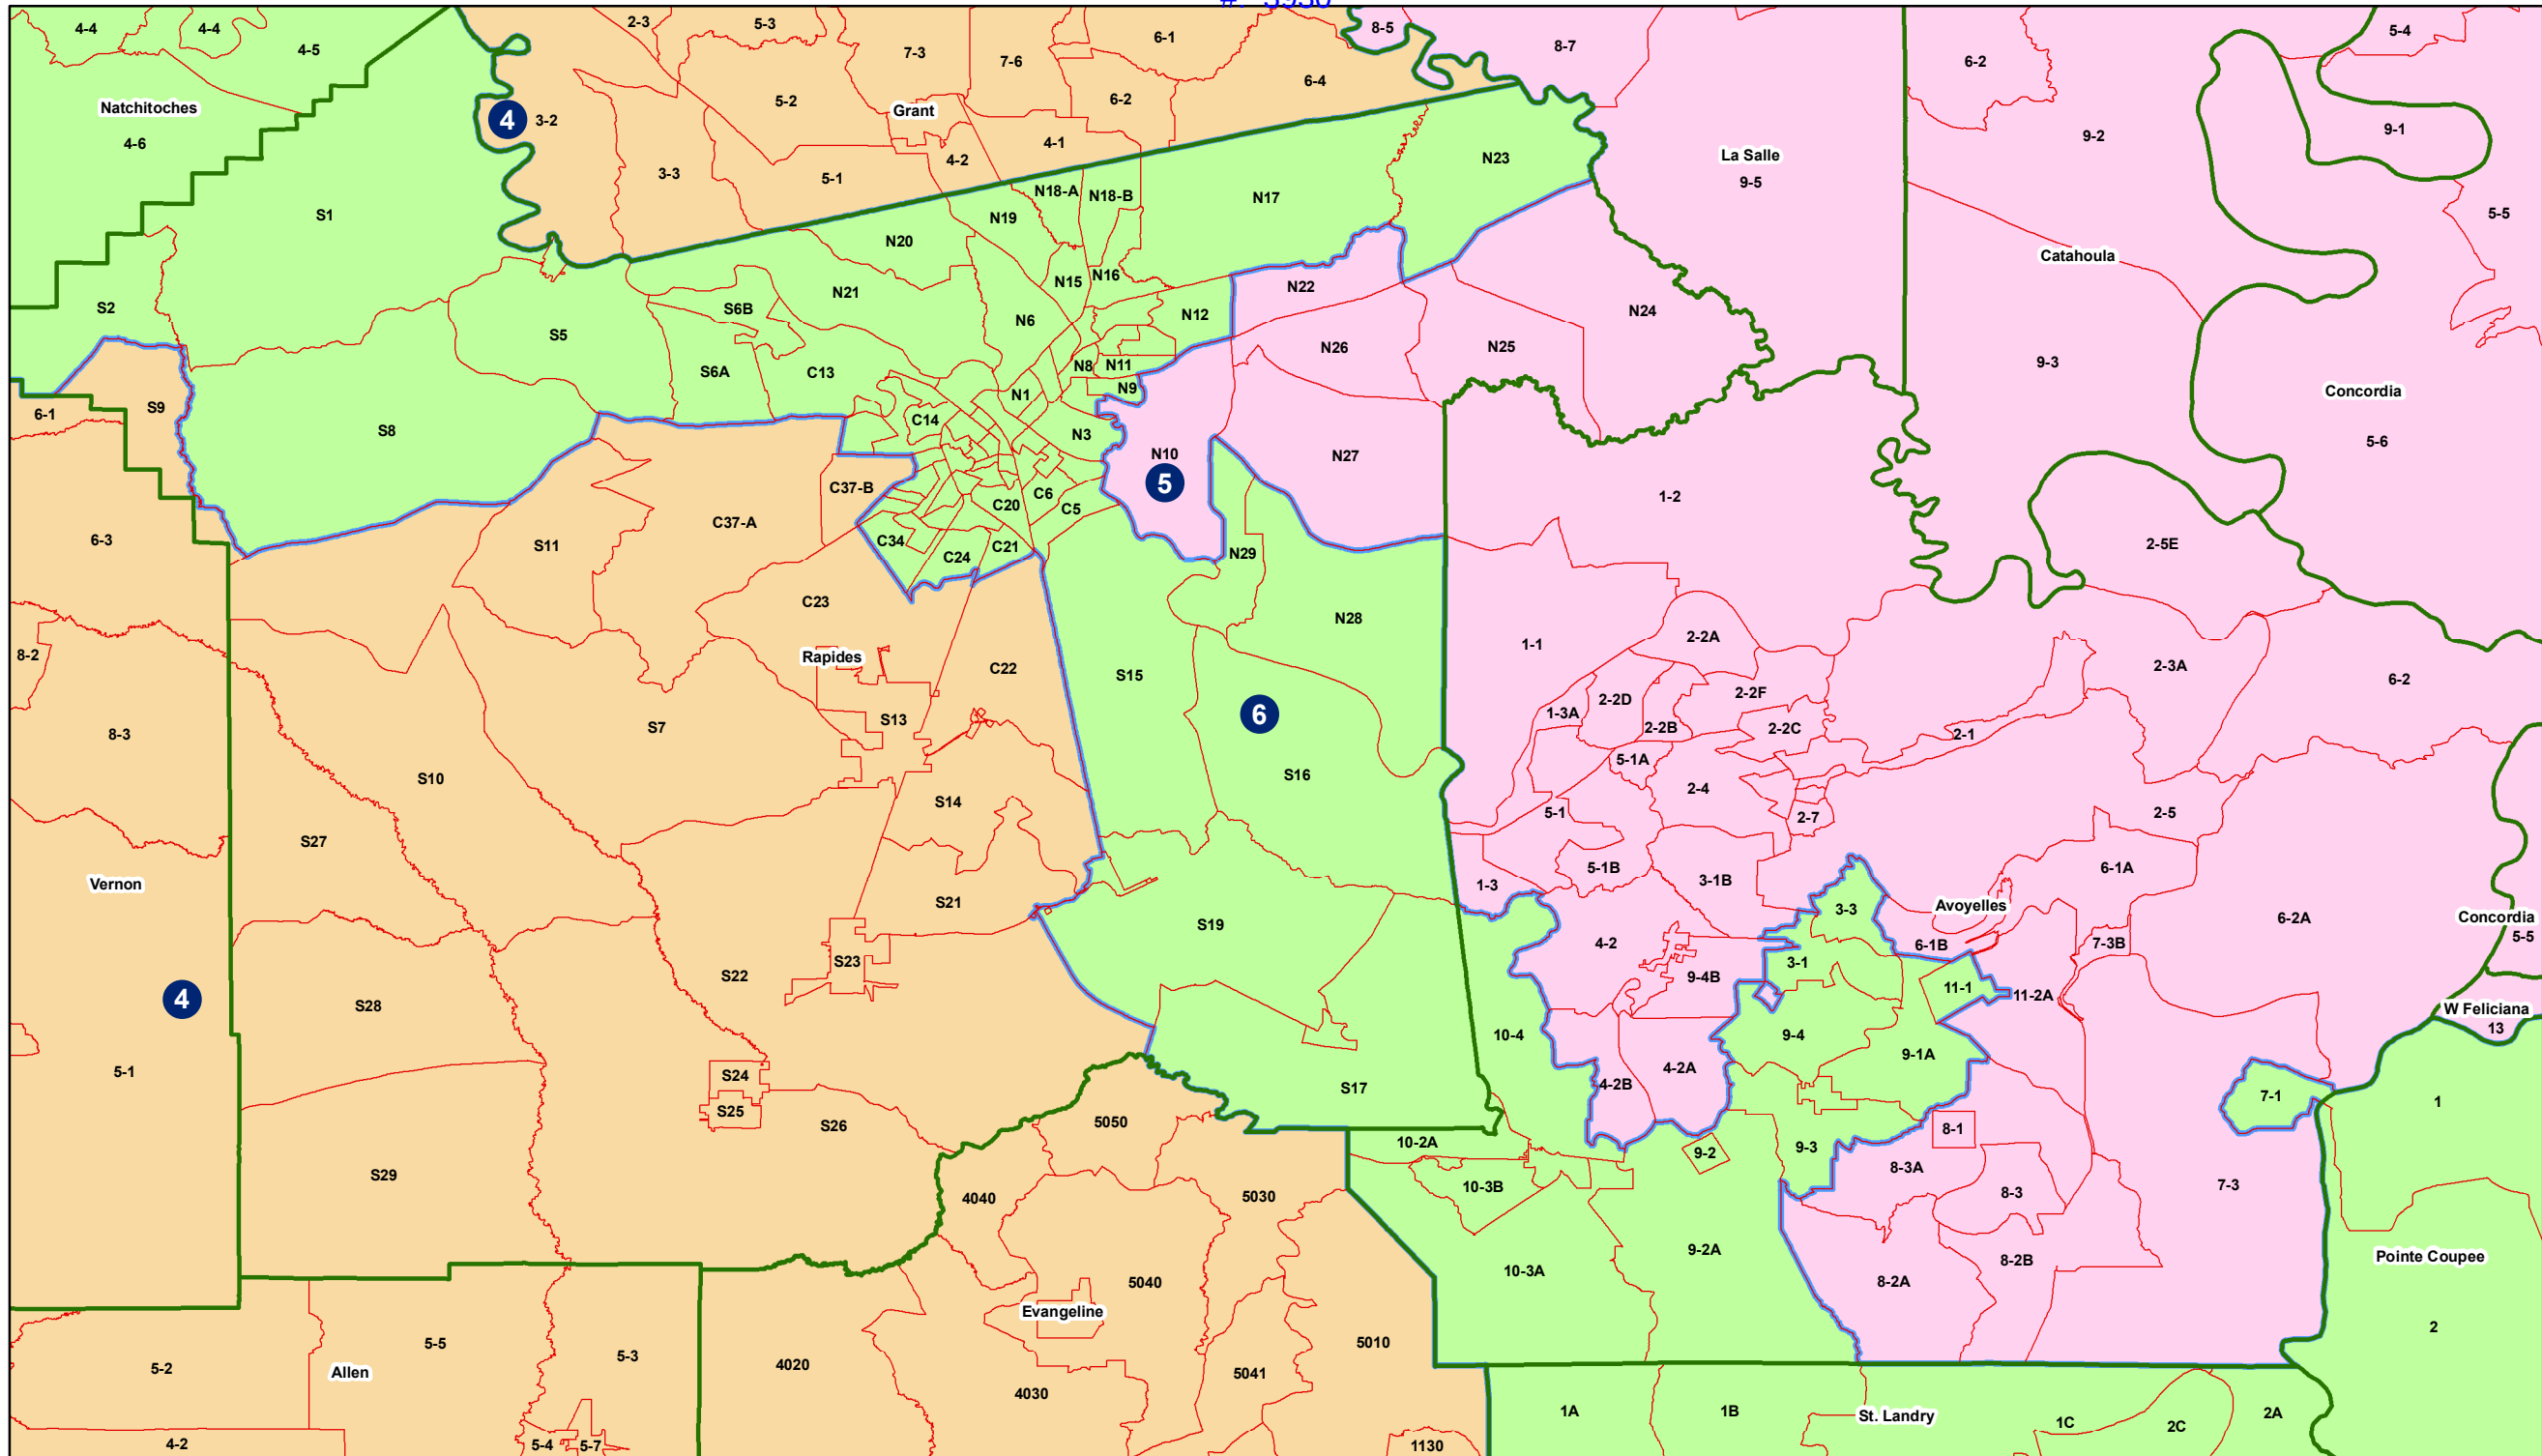 4-4
4-4
4-5
2-3
5-3
7-3
7-6
6-1
8-5
8-7
6-2
5-4
Natchitoches
4-6
4
3-2
5-2
Grant
6-2
6-4
9-2
9-1
3-3
5-1
4-2
4-1
N23
La Salle
9-5
S1
N20
N19
N18-A
N18-B
N17
5-5
Catahoula
S2
S5
S6B
N21
N6
N15
N16
N12
N22
N24
S6A
C13
N8
N11
N26
N25
9-3
Concordia
5-6
6-1
S9
S8
C14
N1
N9
N3
N10
5
N27
1-2
6-3
S11
C37-A
C37-B
C34
C24
C20
C21
C6
C5
N29
2-5E
C23
N28
8-2
Rapides
C22
S15
1-1
2-2A
2-3A
6-2
8-3
S7
S13
6
1-3A
2-2D
2-2B
2-2F
2-2C
2-1
S10
S14
S16
5-1A
2-4
5-1
2-7
2-5
S27
Vernon
S21
1-3
5-1B
3-1B
6-1A
S19
4-2
3-3
Avoyelles
6-2A
Concordia
5-5
4
S28
S22
S23
9-4B
3-1
6-1B
7-3B
11-1
11-2A
W Feliciana
13
5-1
10-4
9-4
9-1A
S24
S25
S26
S17
4-2B
4-2A
7-1
1
5050
10-2A
9-2
9-3
8-1
S29
4040
5030
10-3B
8-3A
8-3
7-3
5040
10-3A
9-2A
8-2A
8-2B
Pointe Coupee
2
Evangeline
5-2
Allen
5-5
5-3
4020
4030
5041
5010
4-2
5-4
5-7
1130
1A
1B
St. Landry
1C
2C
2A